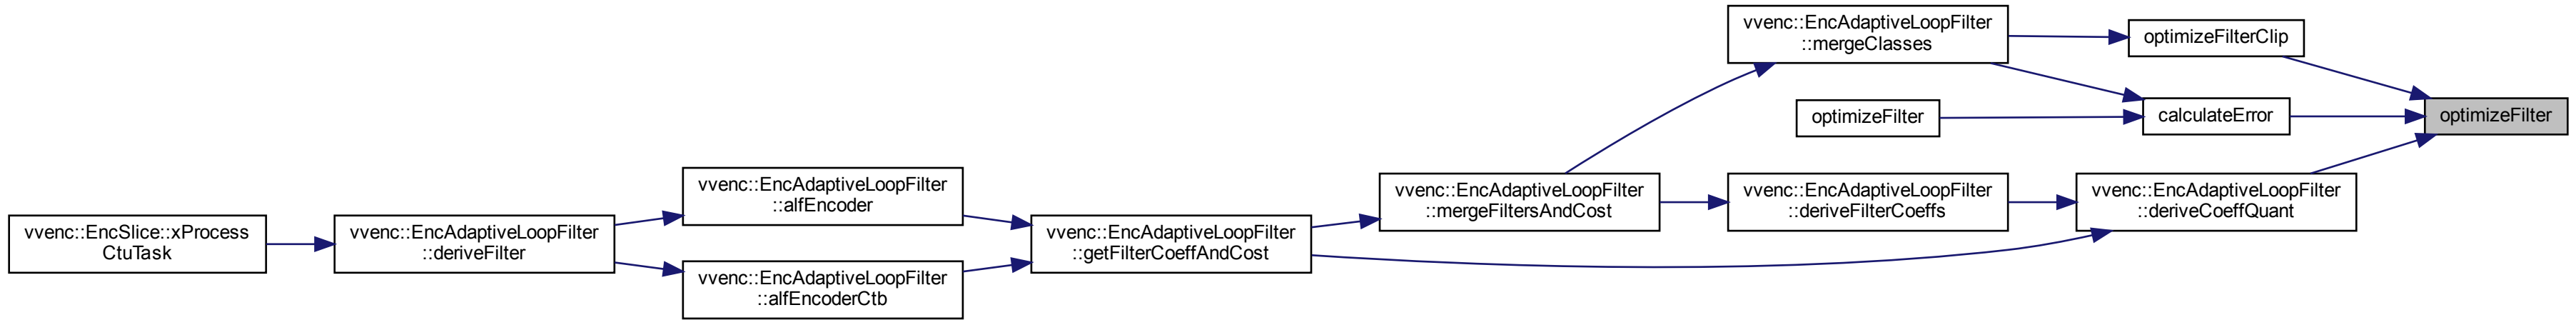 vvenc::EncSlice::xProcess
CtuTask
vvenc::EncAdaptiveLoopFilter
::deriveFilter
vvenc::EncAdaptiveLoopFilter
::alfEncoder
vvenc::EncAdaptiveLoopFilter
::alfEncoderCtb
vvenc::EncAdaptiveLoopFilter
::getFilterCoeffAndCost
vvenc::EncAdaptiveLoopFilter
::mergeFiltersAndCost
vvenc::EncAdaptiveLoopFilter
::mergeClasses
optimizeFilter
vvenc::EncAdaptiveLoopFilter
::deriveFilterCoeffs
optimizeFilterClip
calculateError
vvenc::EncAdaptiveLoopFilter
::deriveCoeffQuant
optimizeFilter